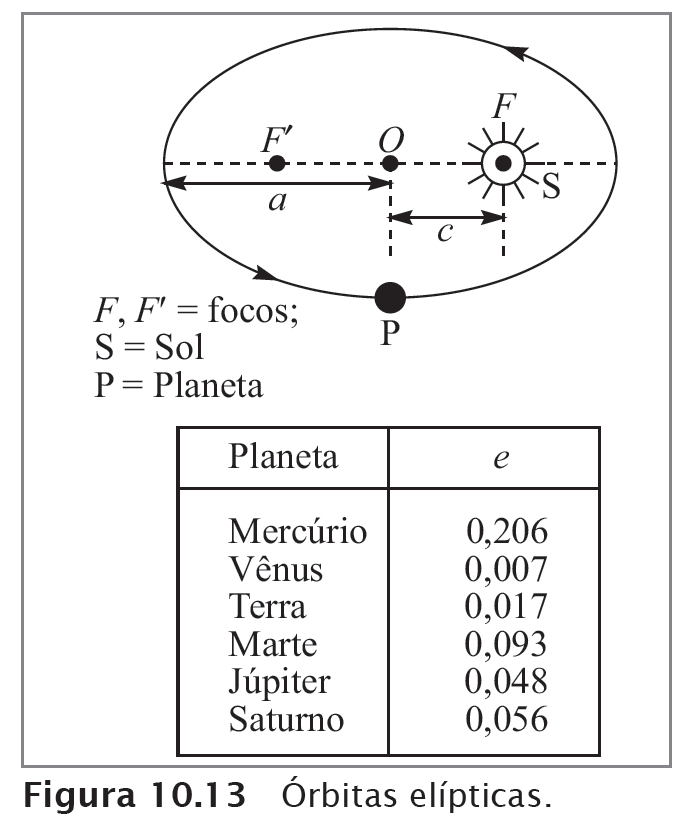 F
F′
O
S
a
c
F, F′ = focos;
S = Sol
P = Planeta
P
Planeta e
Mercúrio 0,206
Vênus 0,007
Terra 0,017
Marte 0,093
Júpiter 0,048
Saturno 0,056
Figura 10.13 Órbitas elípticas.